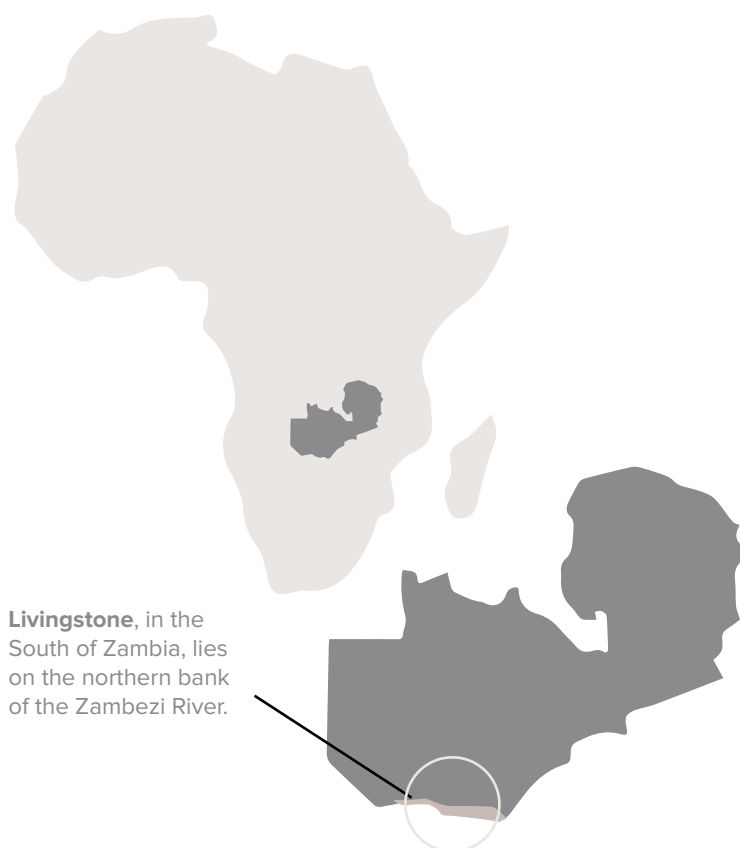 Livingstone, in the
South of Zambia, lies
on the northern bank
of the Zambezi River.